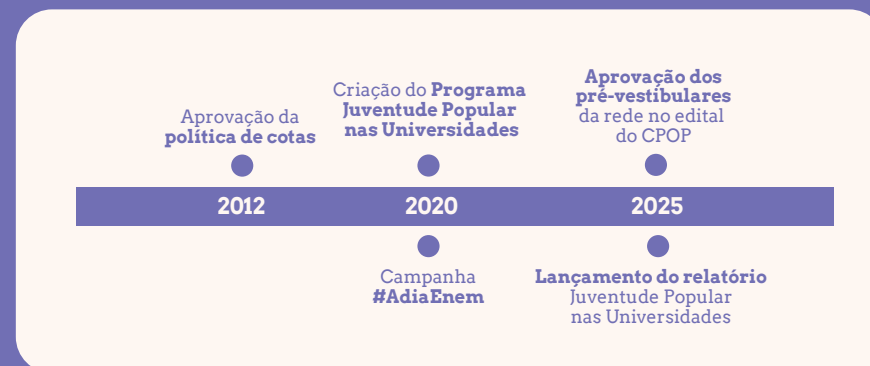 Aprovação da
política de cotas
Criação do Programa
Juventude Popular
nas Universidades
Aprovação dos
pré-vestibulares
da rede no edital
do CPOP
2012
2020
2025
Campanha
#AdiaEnem
Lançamento do relatório
Juventude Popular
nas Universidades